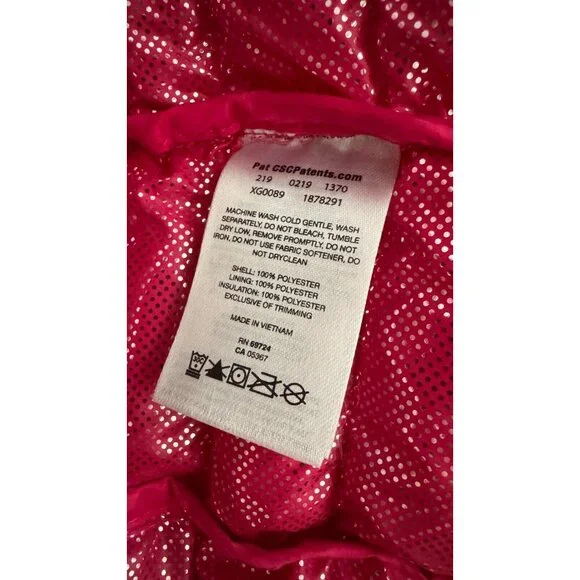 Pat CSCPatents.com
219 0219 1370
XG0089 1878291
MACHINE WASH COLD GENTLE, WASH
SEPARATELY, DO NOT BLEACH, TUMBLE
DRY LOW, REMOVE PROMPTLY, DO NOT
IRON, DO NOT USE FABRIC SOFTENER, DO
NOT DRYCLEAN
SHELL: 100% POLYESTER
LINING: 100% POLYESTER
INSULATION: 100% POLYESTER
EXCLUSIVE OF TRIMMING
MADE IN VIETNAM
RN 69724
CA 05367
30C